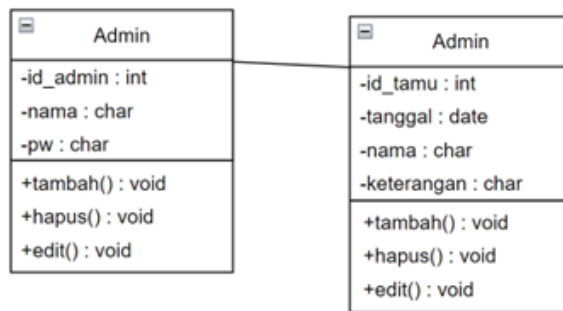 Admin
-id_admin : int
-nama : char
-pw : char
+tambah() : void
+hapus() : void
+edit() : void
Admin
-id_tamu : int
-tanggal : date
-nama : char
-keterangan : char
+tambah() : void
+hapus() : void
+edit() : void